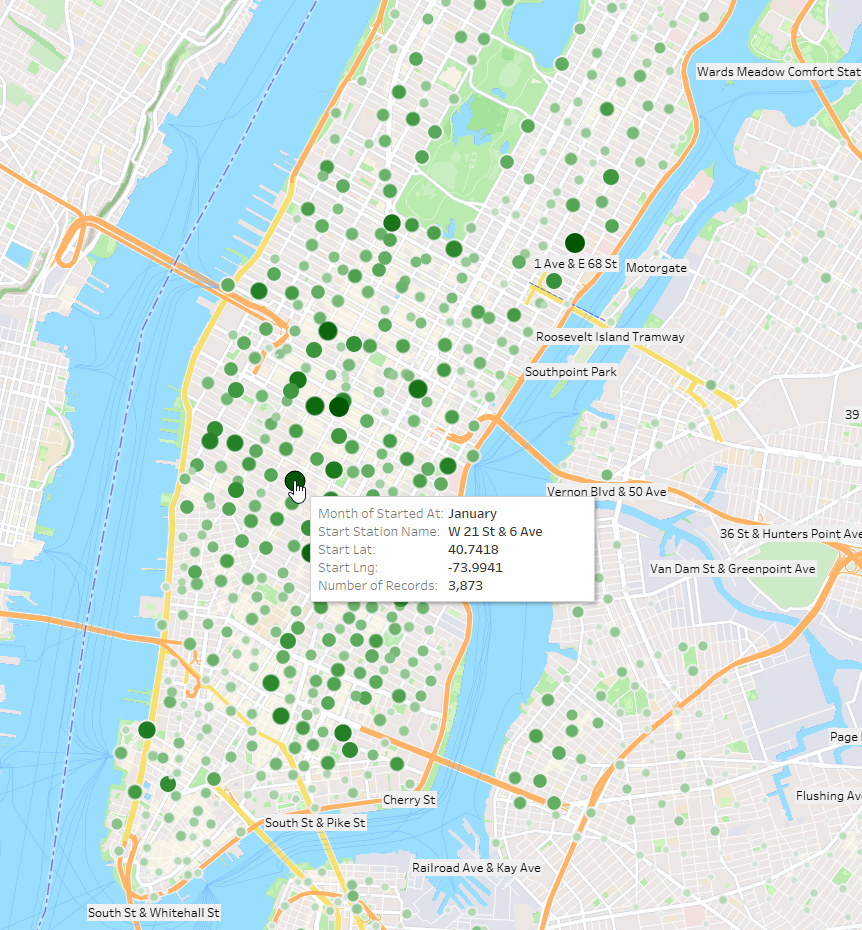 Wards Meadow Comfort Stat
1 Ave & E 68 St
Motorgate
Roosevelt Island Tramway
Southpoint Park
39
Vernon Blvd & 50 Ave
Month of Started At: January
Start Station Name: W 21 St & 6 Ave
Start Lat: 40.7418
Start Lng: -73.9941
Number of Records: 3,873
36 St & Hunters Point Ave
Van Dam St & Greenpoint Ave
Page
Flushing Av
Cherry St
South St & Pike St
Railroad Ave & Kay Ave
South St & Whitehall St